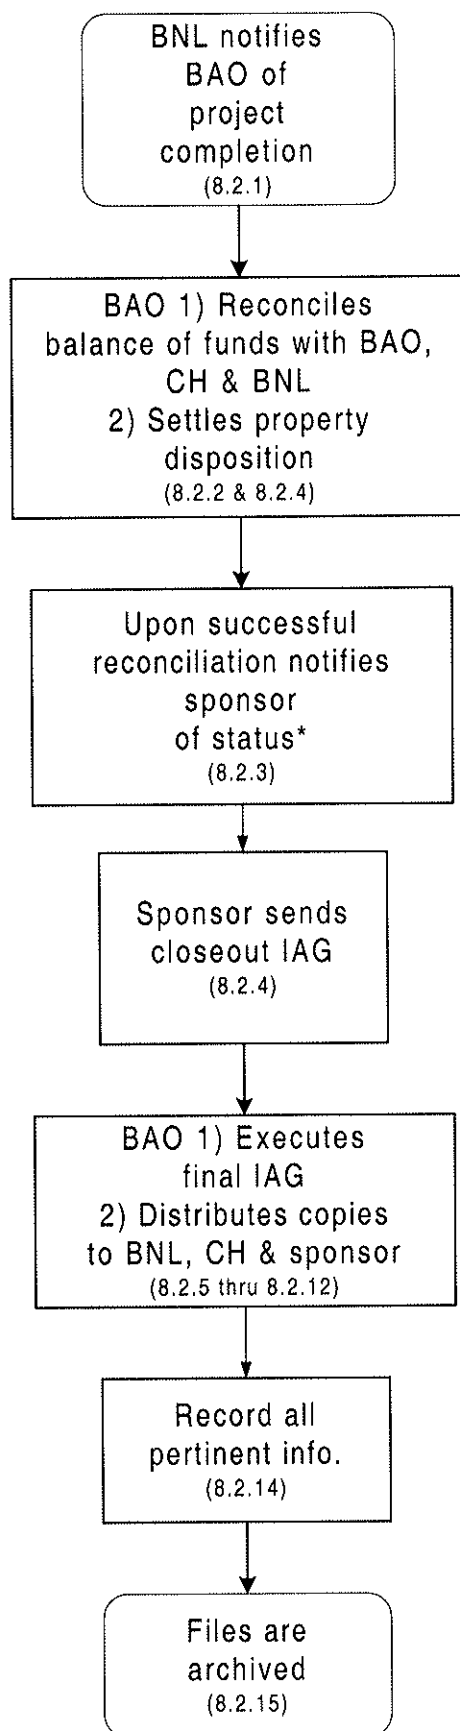 BNL notifies
BAO of
project
completion
(8.2.1)
BAO 1) Reconciles
balance of funds with BAO,
CH & BNL
2) Settles property
disposition
(8.2.2 & 8.2.4)
Upon successful
reconciliation notifies
sponsor
of status*
(8.2.3)
Sponsor sends
closeout IAG
(8.2.4)
BAO 1) Executes
final IAG
2) Distributes copies
to BNL, CH & sponsor
(8.2.5 thru 8.2.12)
Record all
pertinent info.
(8.2.14)
Files are
archived
(8.2.15)